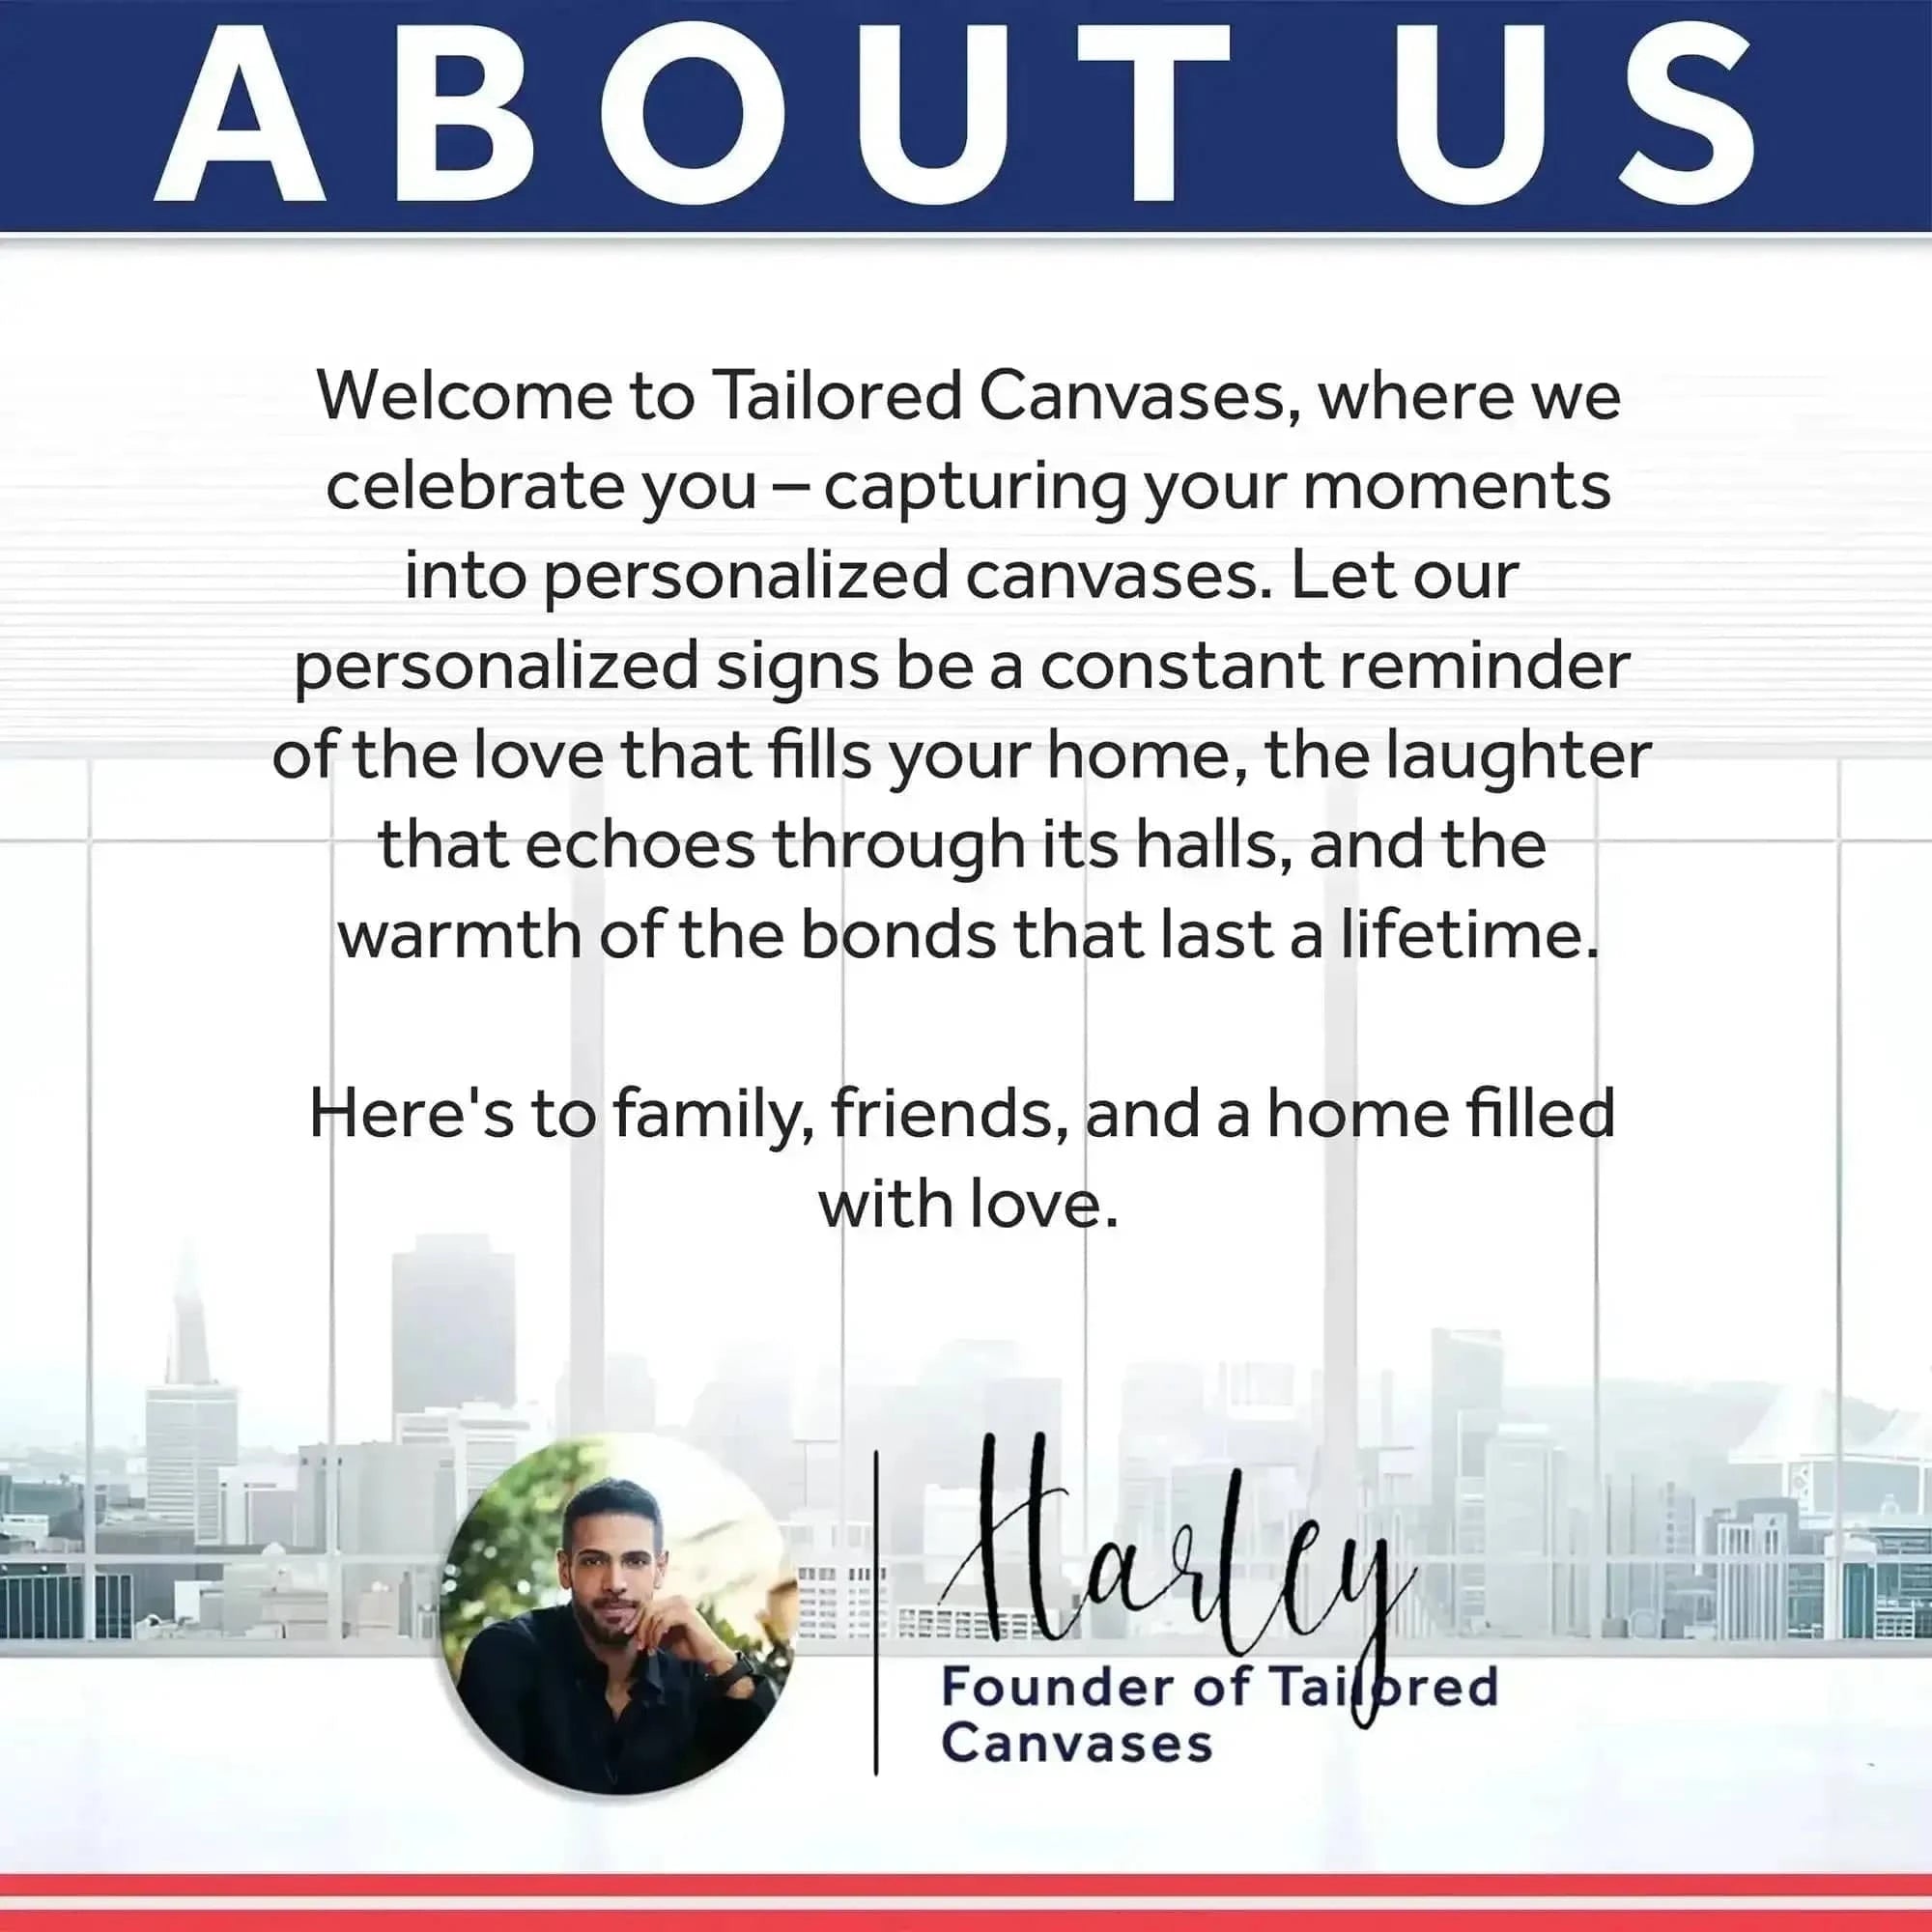 ABOUT US
Welcome to Tailored Canvases, where we
celebrate you – capturing your moments
into personalized canvases. Let our
personalized signs be a constant reminder
of the love that fills your home, the laughter
that echoes through its halls, and the
warmth of the bonds that last a lifetime.
Here's to family, friends, and a home filled
with love.
Harley
Founder of Tailored
Canvases